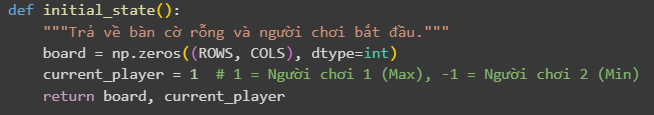 def initial_state():
    """Trả về bàn cờ rỗng và người chơi bắt đầu."""
    board = np.zeros((ROWS, COLS), dtype=int)
    current_player = 1  # 1 = Người chơi 1 (Max), -1 = Người chơi 2 (Min)
    return board, current_player